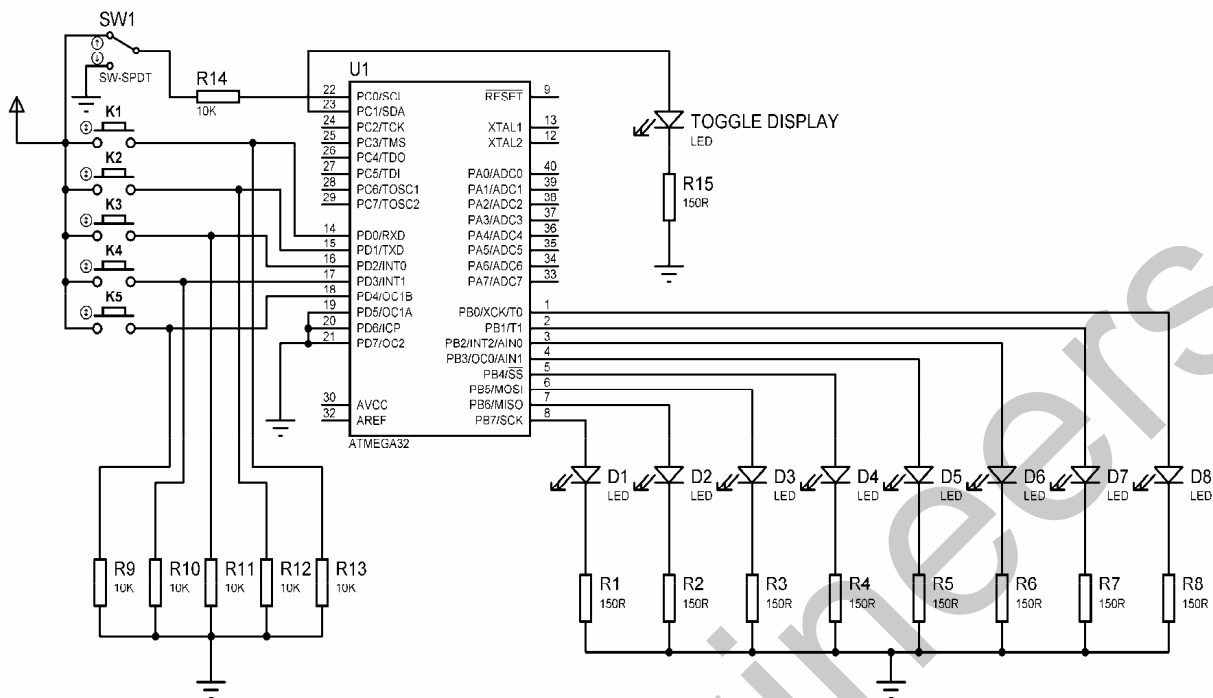 SW1
SW-SPDT
R14
10K
K1
K2
K3
K4
K5
U1
22 PC0/SCL RESET 9
23 PC1/SDA
24 PC2/TCK XTAL1 13
25 PC3/TMS XTAL2 12
26 PC4/TDO
27 PC5/TDI PA0/ADC0 40
28 PC6/TOSC1 PA1/ADC1 39
29 PC7/TOSC2 PA2/ADC2 38
PA3/ADC3 37
14 PD0/RXD PA4/ADC4 36
15 PD1/TXD PA5/ADC5 35
16 PD2/INT0 PA6/ADC6 34
17 PD3/INT1 PA7/ADC7 33
18 PD4/OC1B
19 PD5/OC1A PB0/XCK/T0 1
20 PD6/ICP PB1/T1 2
21 PD7/OC2 PB2/INT2/AIN0 3
PB3/OC0/AIN1 4
PB4/SS 5
PB5/MOSI 6
30 AVCC PB6/MISO 7
32 AREF PB7/SCK 8
ATMEGA32
TOGGLE DISPLAY
LED
R15
150R
D1 D2 D3 D4 D5 D6 D7 D8
LED LED LED LED LED LED LED LED
R9 R10 R11 R12 R13
10K 10K 10K 10K 10K
R1 R2 R3 R4 R5 R6 R7 R8
150R 150R 150R 150R 150R 150R 150R 150R
ineers